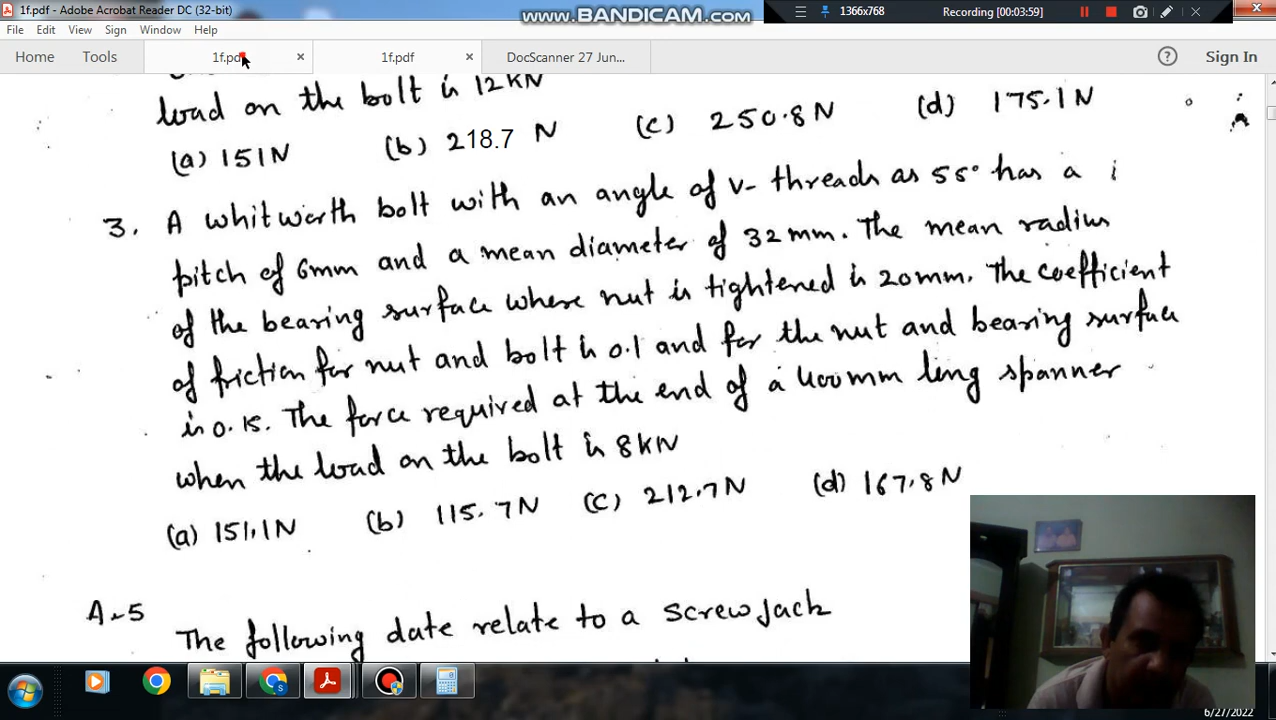 1f.pdf - Adobe Acrobat Reader DC (32-bit)
www.BANDICAM.com
1366x768
Recording [00:03:59]
File Edit View Sign Window Help
Home Tools 1f.pdf 1f.pdf DocScanner 27 Jun... Sign In
load on the bolt is 12KN
(a) 151N (b) 218.7 N (c) 250.8N (d) 175.1N
3. A whitworth bolt with an angle of V- threads as 55° has a
pitch of 6mm and a mean diameter of 32mm. The mean radius
of the bearing surface where nut is tightened is 20mm. The coefficient
of friction for nut and bolt is 0.1 and for the nut and bearing surface
is 0.15. The force required at the end of a 400mm long spanner
when the load on the bolt is 8kN
(a) 151.1N (b) 115.7N (c) 212.7N (d) 167.8N
A-5
The following date relate to a screwjack
6/27/2022